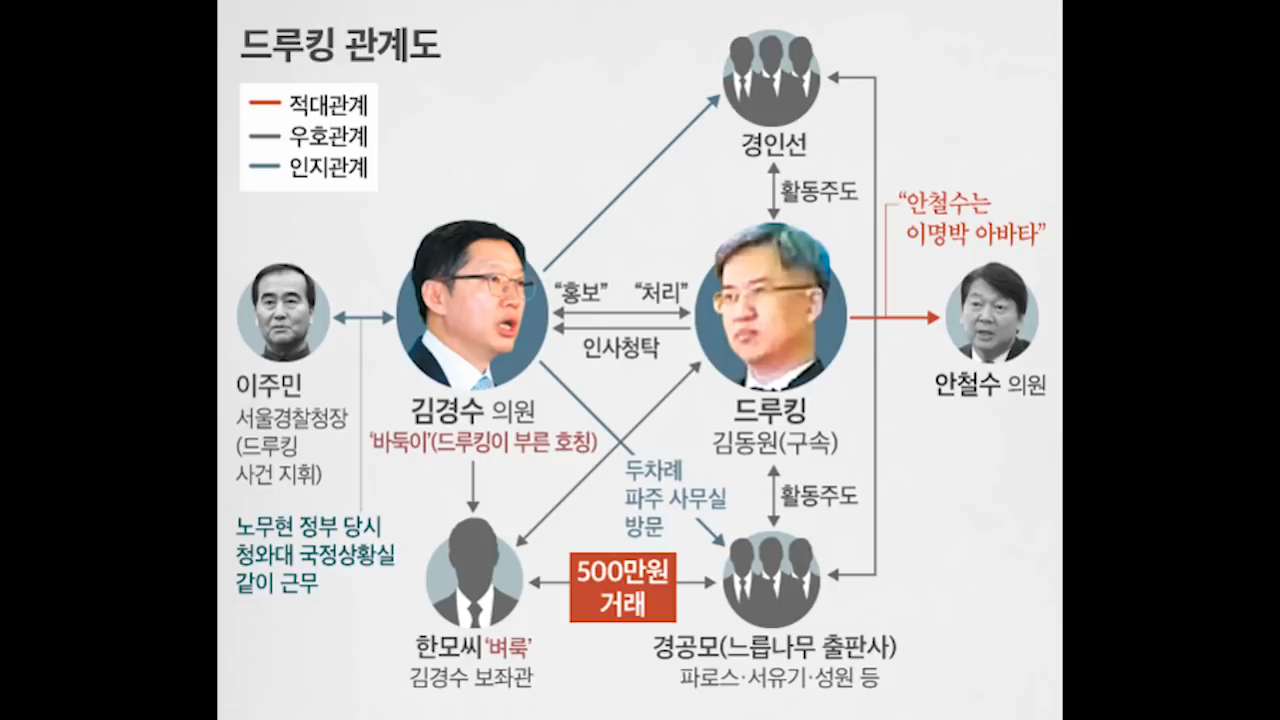 드루킹 관계도
적대관계
우호관계
인지관계
경인선
활동주도
“안철수는
이명박 아바타”
“홍보” “처리”
인사청탁
이주민
서울경찰청장
(드루킹
사건 지휘)
김경수 의원
‘바둑이’(드루킹이 부른 호칭)
드루킹
김동원(구속)
안철수 의원
두차례
파주 사무실
방문
활동주도
노무현 정부 당시
청와대 국정상황실
같이 근무
500만원
거래
한모씨 ‘벼룩’
김경수 보좌관
경공모(느릅나무 출판사)
파로스·서유기·성원 등